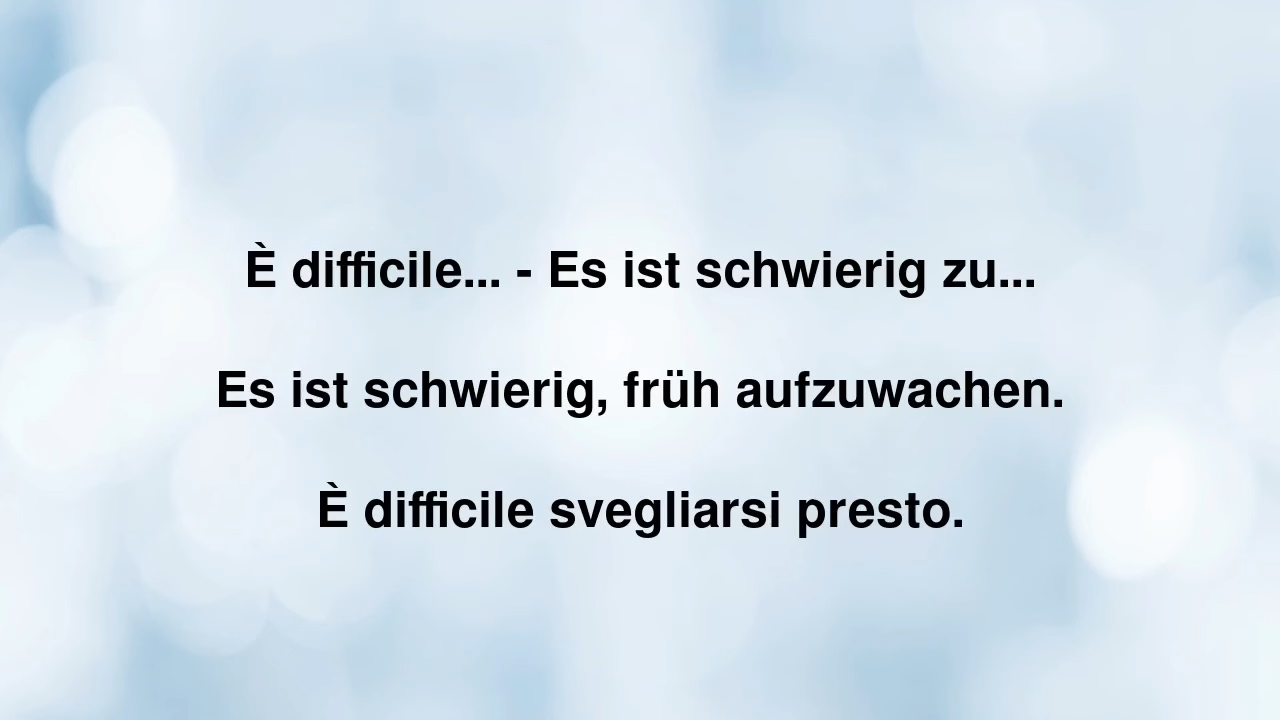 È difficile... - Es ist schwierig zu...
Es ist schwierig, früh aufzuwachen.
È difficile svegliarsi presto.